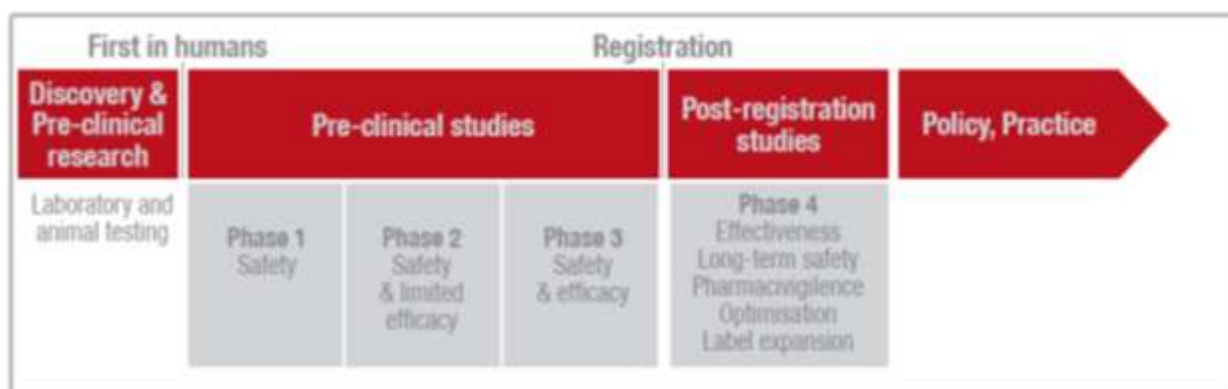 First in humans
Registration
Discovery &
Pre-clinical
research
Pre-clinical studies
Post-registration
studies
Policy, Practice
Laboratory and
animal testing
Phase 1
Safety
Phase 2
Safety
& limited
efficacy
Phase 3
Safety
& efficacy
Phase 4
Effectiveness
Long-term safety
Pharmacivigilence
Optimisation
Label expansion